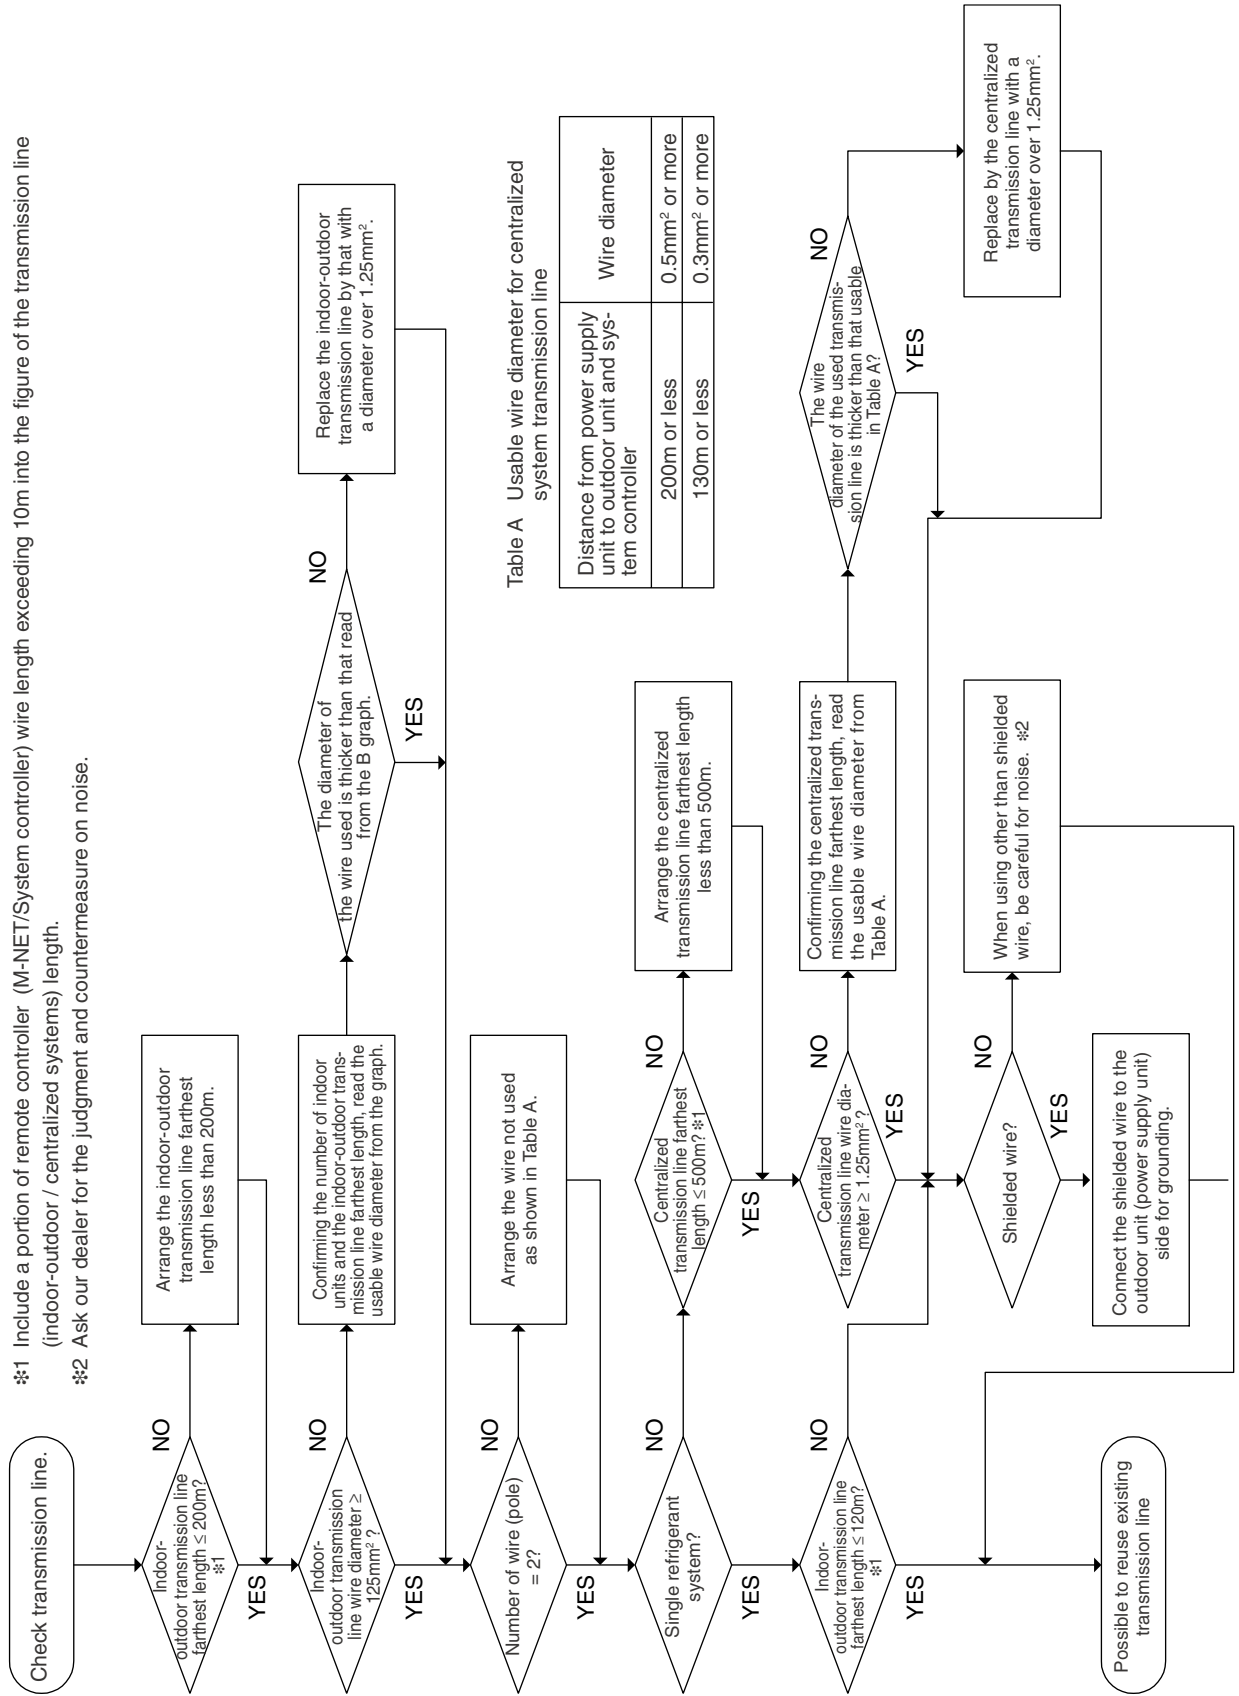 ※1 Include a portion of remote controller (M-NET/System controller) wire length exceeding 10m into the figure of the transmission line
(indoor-outdoor / centralized systems) length.
※2 Ask our dealer for the judgment and countermeasure on noise.
Check transmission line.
Indoor-
outdoor transmission line
farthest length ≤ 200m?
※1
NO
YES
Arrange the indoor-outdoor
transmission line farthest
length less than 200m.
Indoor-
outdoor transmission
line wire diameter ≥
125mm² ?
NO
YES
Confirming the number of indoor
units and the indoor-outdoor trans-
mission line farthest length, read the
usable wire diameter from the graph.
The diameter of
the wire used is thicker than that read
from the B graph.
NO
YES
Replace the indoor-outdoor
transmission line by that with
a diameter over 1.25mm².
Number of wire (pole)
= 2?
YES
Arrange the wire not used
as shown in Table A.
Table A Usable wire diameter for centralized
system transmission line
Distance from power supply
unit to outdoor unit and sys-
tem controller
Wire diameter
200m or less
0.5mm² or more
130m or less
0.3mm² or more
Single refrigerant
system?
NO
YES
Centralized
transmission line farthest
length ≤ 500m? ※1
NO
YES
Arrange the centralized
transmission line farthest length
less than 500m.
Indoor-
outdoor transmission line
farthest length ≤ 120m?
※1
NO
YES
Centralized
transmission line wire dia-
meter ≥ 1.25mm² ?
NO
YES
Confirming the centralized trans-
mission line farthest length, read
the usable wire diameter from
Table A.
The wire
diameter of the used transmis-
sion line is thicker than that usable
in Table A?
NO
YES
Replace by the centralized
transmission line with a
diameter over 1.25mm².
Shielded wire?
NO
YES
When using other than shielded
wire, be careful for noise. ※2
Connect the shielded wire to the
outdoor unit (power supply unit)
side for grounding.
Possible to reuse existing
transmission line